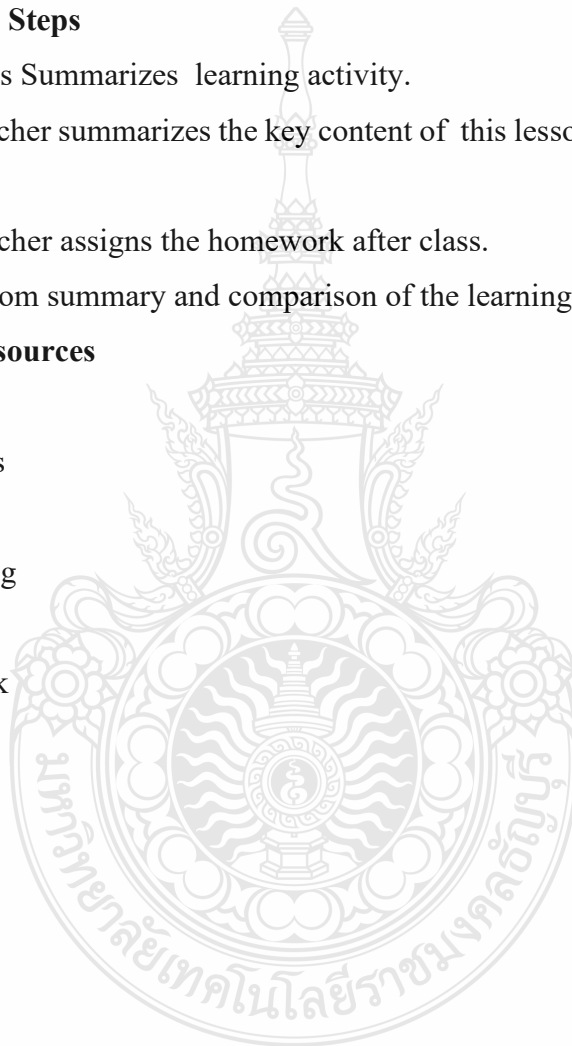 Steps
s Summarizes learning activity.
cher summarizes the key content of this lesso
cher assigns the homework after class.
om summary and comparison of the learning
sources
s
g
k
มหาวิทยาลัยเทคโนโลยีราชมงคลธัญบุรี